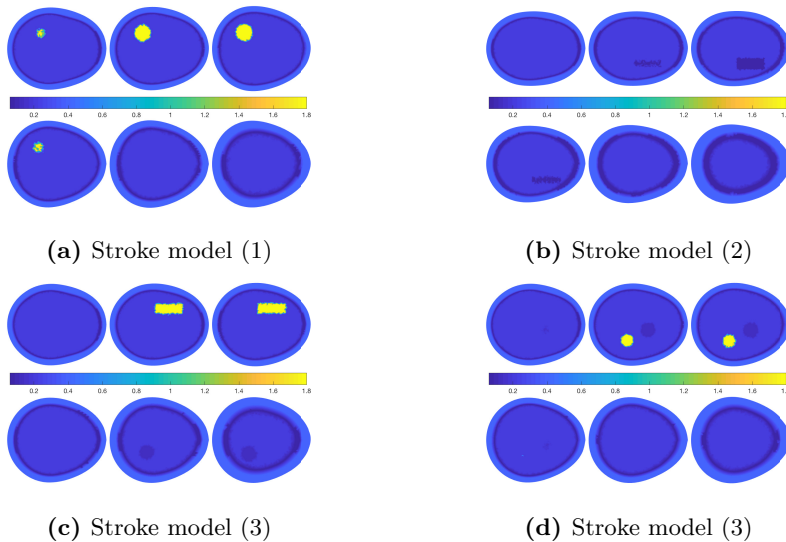 0.2 0.4 0.6 0.8 1 1.2 1.4 1.6 1.8
0.2 0.4 0.6 0.8 1 1.2 1.4 1.6 1.8
(a) Stroke model (1)
(b) Stroke model (2)
0.2 0.4 0.6 0.8 1 1.2 1.4 1.6 1.8
0.2 0.4 0.6 0.8 1 1.2 1.4 1.6
(c) Stroke model (3)
(d) Stroke model (3)